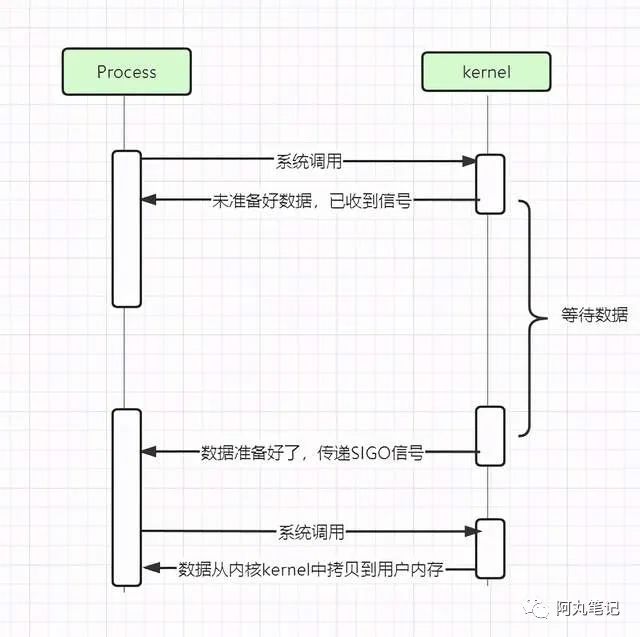 Process
kernel
系统调用
未准备好数据，已收到信号
等待数据
数据准备好了，传递SIGO信号
系统调用
数据从内核kernel中拷贝到用户内存
阿丸笔记